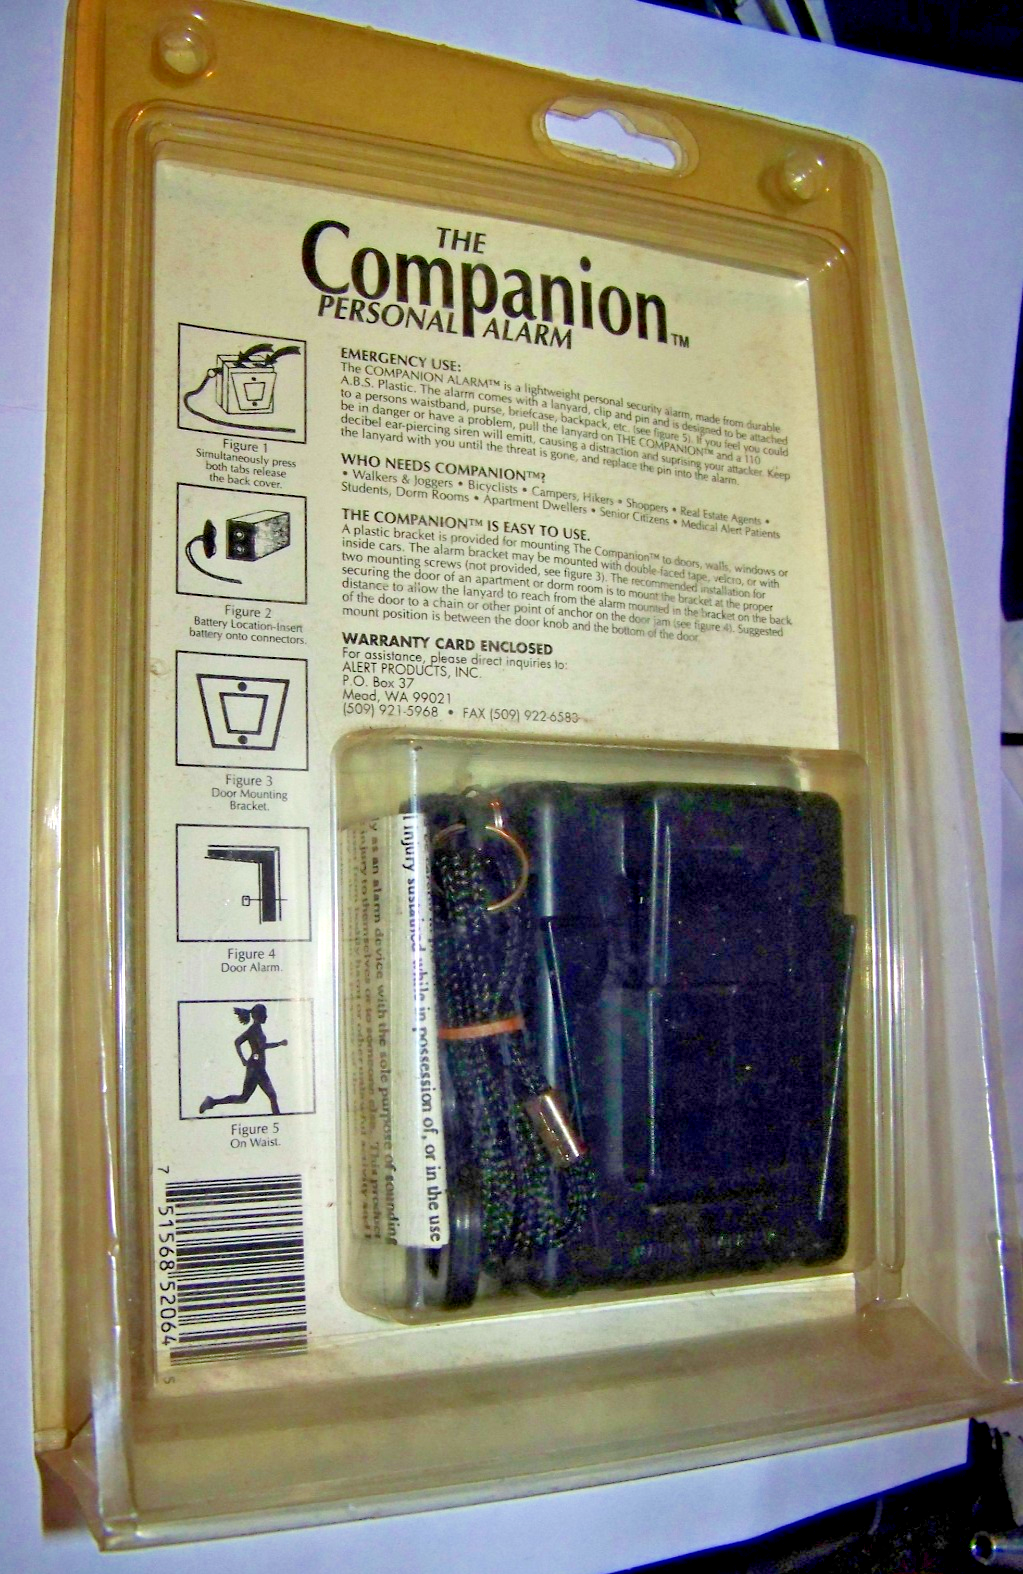 THE
Companion
PERSONAL ALARM™
EMERGENCY USE:
The COMPANION ALARM™ is a lightweight personal security alarm, made from durable
A.B.S. Plastic. The alarm comes with a lanyard, clip and pin and is designed to be attached
to a persons waistband, purse, briefcase, backpack, etc. (see figure 5). If you feel you could
be in danger or have a problem, pull the lanyard on THE COMPANION™ and a 110
decibel ear-piercing siren will emitt, causing a distraction and suprising your attacker. Keep
the lanyard with you until the threat is gone, and replace the pin into the alarm.
WHO NEEDS COMPANION™?
• Walkers & Joggers • Bicyclists • Campers, Hikers • Shoppers • Real Estate Agents •
Students, Dorm Rooms • Apartment Dwellers • Senior Citizens • Medical Alert Patients
THE COMPANION™ IS EASY TO USE.
A plastic bracket is provided for mounting The Companion™ to doors, walls, windows or
inside cars. The alarm bracket may be mounted with double-faced tape, velcro, or with
two mounting screws (not provided, see figure 3). The recommended installation for
securing the door of an apartment or dorm room is to mount the bracket at the proper
distance to allow the lanyard to reach from the alarm mounted in the bracket on the back
of the door to a chain or other point of anchor on the door jam (see figure 4). Suggested
mount position is between the door knob and the bottom of the door.
WARRANTY CARD ENCLOSED
For assistance, please direct inquiries to:
ALERT PRODUCTS, INC.
P.O. Box 37
Mead, WA 99021
(509) 921-5968 • FAX (509) 922-6583
Figure 1
Simultaneously press
both tabs release
the back cover.
Figure 2
Battery Location-Insert
battery onto connectors.
Figure 3
Door Mounting
Bracket.
Figure 4
Door Alarm.
Figure 5
On Waist.
7 51568 52064 5
injury sustained while in possession of, or in the use
ly as an alarm device with the sole purpose of sounding
injury to themselves or to someone else. This product